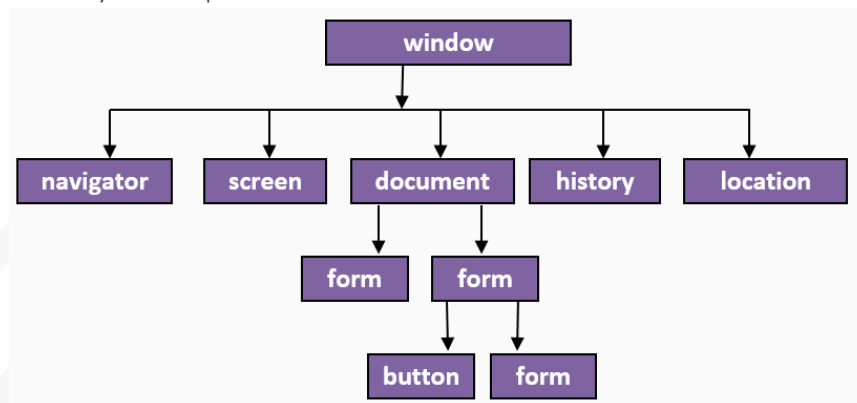 window
navigator screen document history location
form form
button form